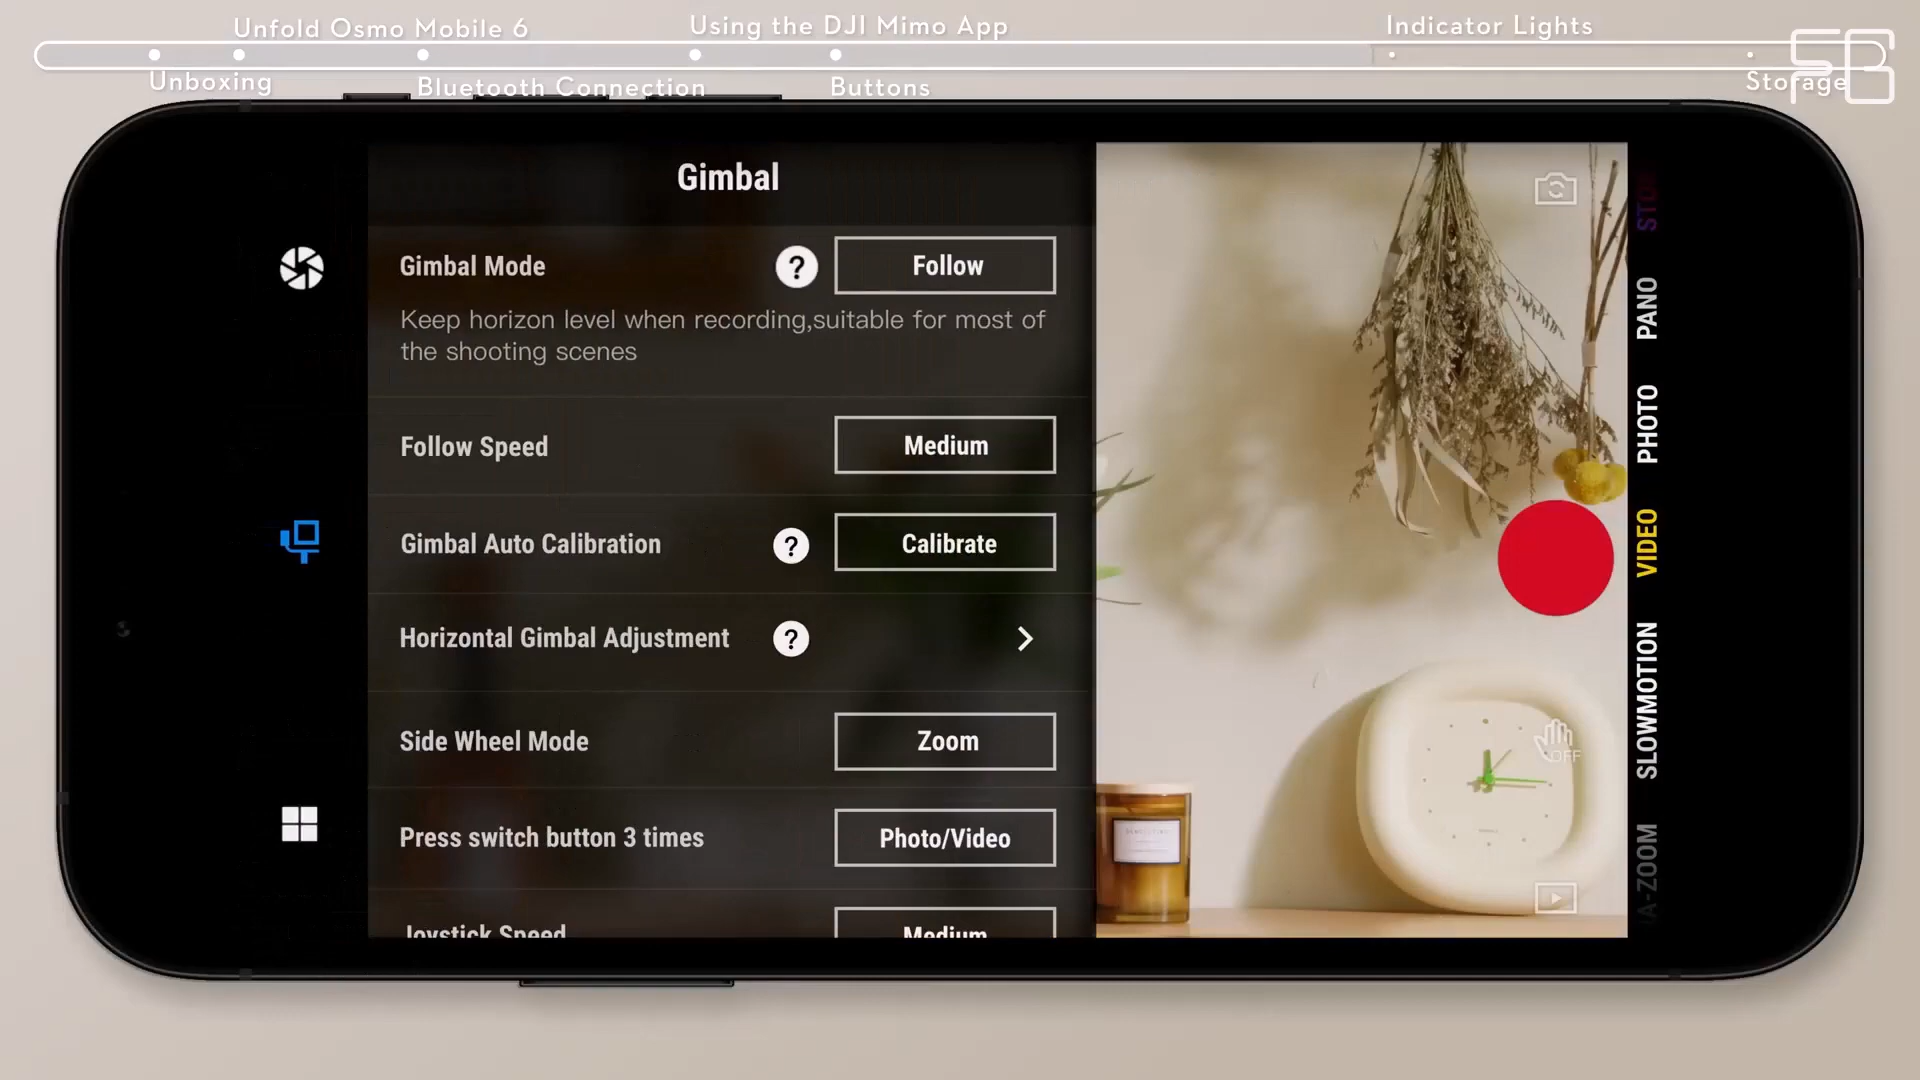 Unfold Osmo Mobile 6
Using the DJI Mimo App
Indicator Lights
Unboxing
Bluetooth Connection
Buttons
Storage
Gimbal
Gimbal Mode
?
Follow
Keep horizon level when recording,suitable for most of
the shooting scenes
Follow Speed
Medium
Gimbal Auto Calibration
?
Calibrate
Horizontal Gimbal Adjustment
?
Side Wheel Mode
Zoom
Press switch button 3 times
Photo/Video
Joystick Speed
Medium
PANO
PHOTO
VIDEO
SLOWMOTION
A-ZOOM
OFF